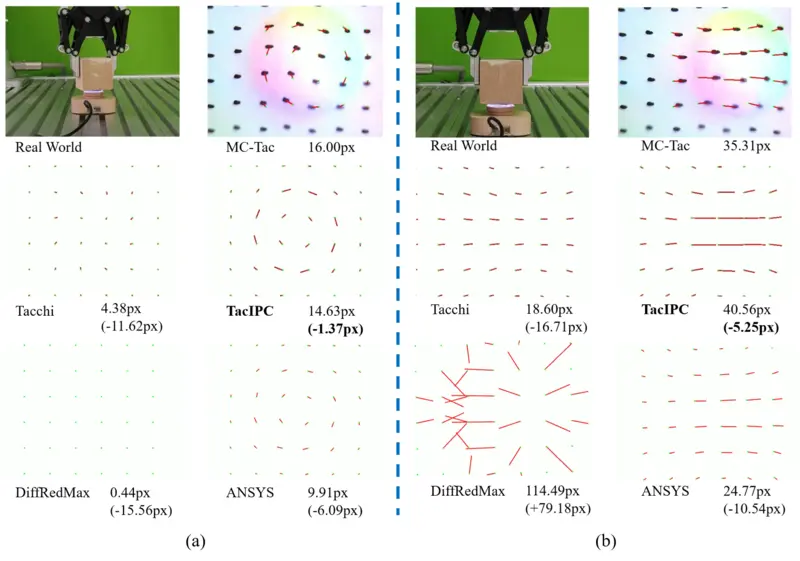 Real World
MC-Tac 16.00px
Tacchi 4.38px
(-11.62px)
TacIPC 14.63px
(-1.37px)
DiffRedMax 0.44px
(-15.56px)
ANSYS 9.91px
(-6.09px)
(a)
Real World
MC-Tac 35.31px
Tacchi 18.60px
(-16.71px)
TacIPC 40.56px
(-5.25px)
DiffRedMax 114.49px
(+79.18px)
ANSYS 24.77px
(-10.54px)
(b)